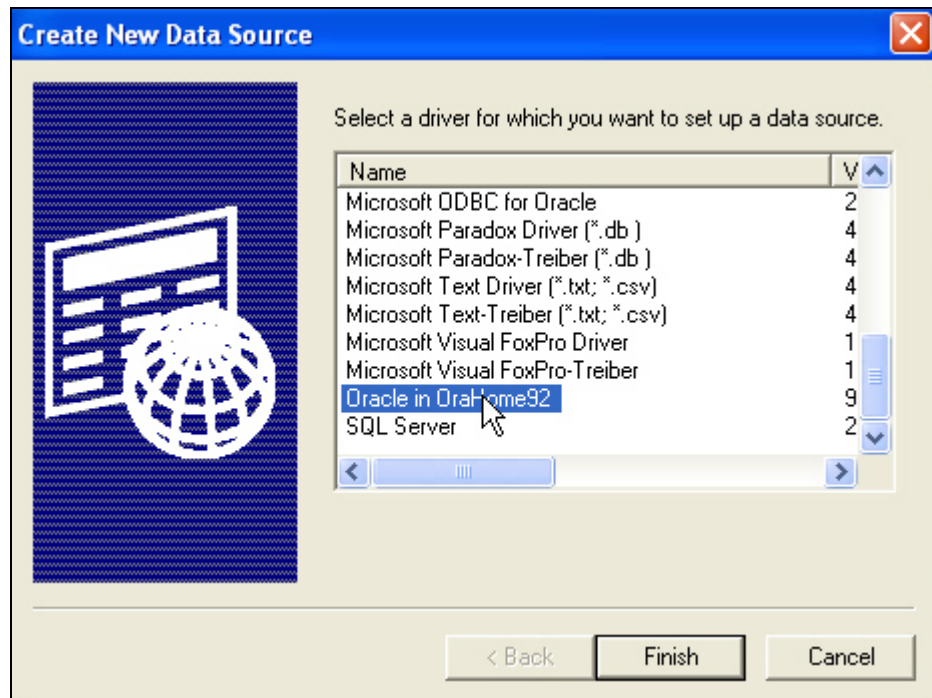 Create New Data Source
Select a driver for which you want to set up a data source.
Name V
Microsoft ODBC for Oracle 2
Microsoft Paradox Driver (*.db ) 4
Microsoft Paradox-Treiber (*.db ) 4
Microsoft Text Driver (*.txt; *.csv) 4
Microsoft Text-Treiber (*.txt; *.csv) 4
Microsoft Visual FoxPro Driver 1
Microsoft Visual FoxPro-Treiber 1
Oracle in OraHome92 9
SQL Server 2
< Back Finish Cancel